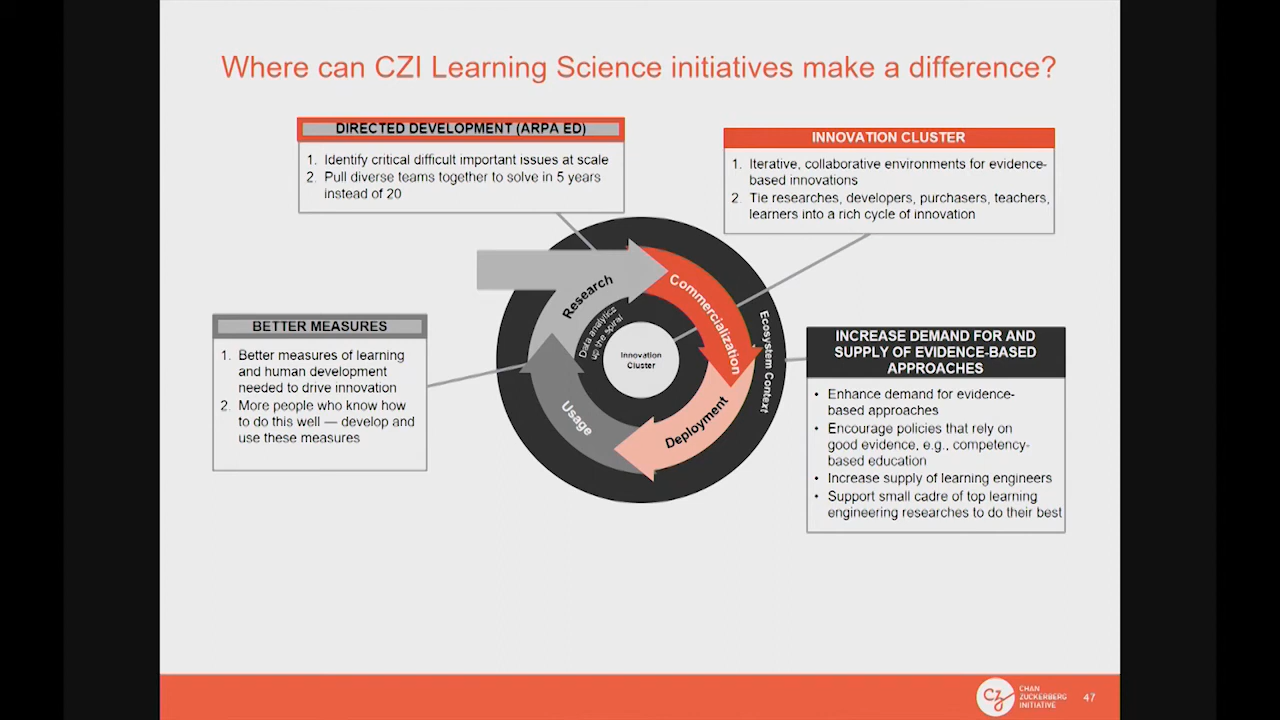 Where can CZI Learning Science initiatives make a difference?
DIRECTED DEVELOPMENT (ARPA ED)
1. Identify critical difficult important issues at scale
2. Pull diverse teams together to solve in 5 years
instead of 20
INNOVATION CLUSTER
1. Iterative, collaborative environments for evidence-
based innovations
2. Tie researches, developers, purchasers, teachers,
learners into a rich cycle of innovation
BETTER MEASURES
1. Better measures of learning
and human development
needed to drive innovation
2. More people who know how
to do this well — develop and
use these measures
Research
Commercialization
Deployment
Usage
Data analytics
up the spiral
Innovation
Cluster
Ecosystem Context
INCREASE DEMAND FOR AND
SUPPLY OF EVIDENCE-BASED
APPROACHES
• Enhance demand for evidence-
based approaches
• Encourage policies that rely on
good evidence, e.g., competency-
based education
• Increase supply of learning engineers
• Support small cadre of top learning
engineering researches to do their best
CZI
CHAN
ZUCKERBERG
INITIATIVE
47